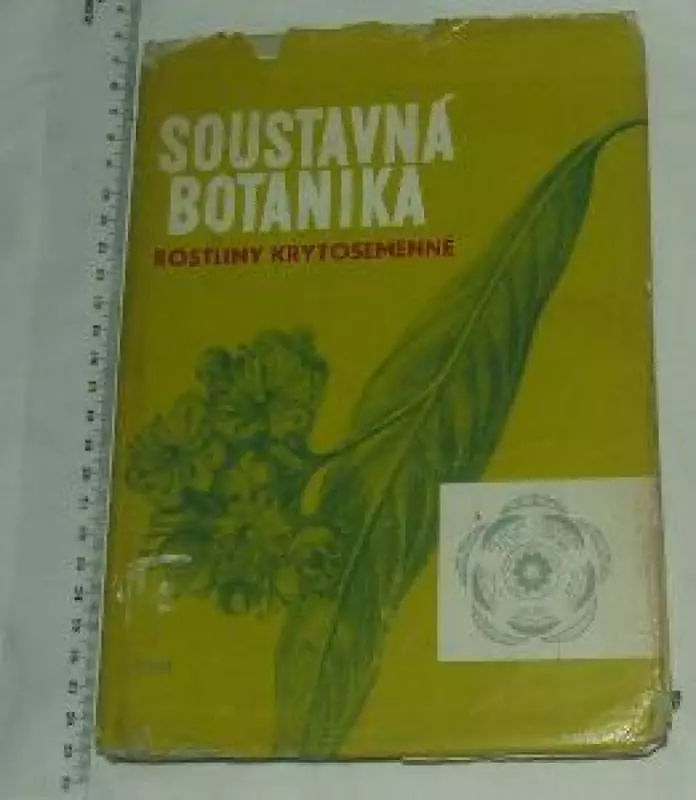 SOUSTAVNÁ
BOTANIKA
ROSTLINY KRYTOSEMENNÉ